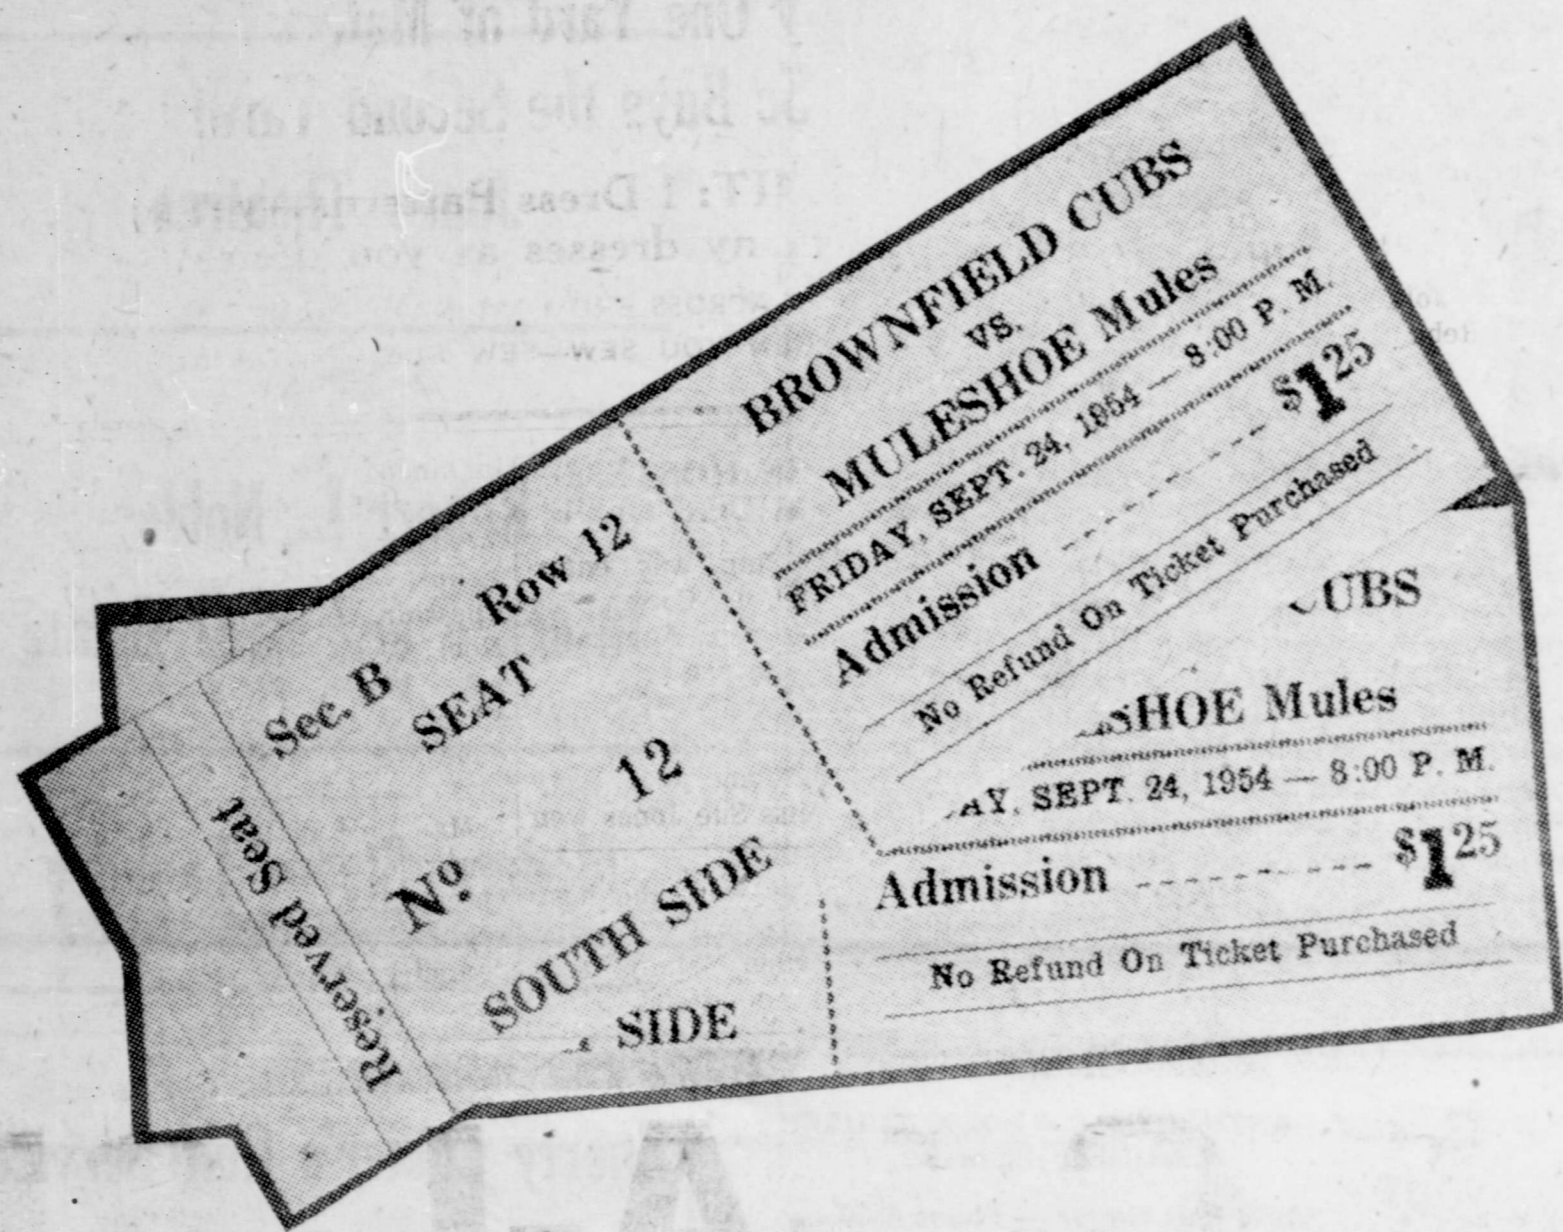 BROWNFIELD CUBS
vs.
MULESHOE Mules
FRIDAY, SEPT. 24, 1954 — 8:00 P. M.
Admission ---------- $1 25
No Refund On Ticket Purchased
Sec. B Row 12
SEAT
No 12
SOUTH SIDE
Reserved Seat
UBS
SHOE Mules
AY, SEPT. 24, 1954 — 8:00 P. M.
Admission ---------- $1 25
No Refund On Ticket Purchased
SIDE